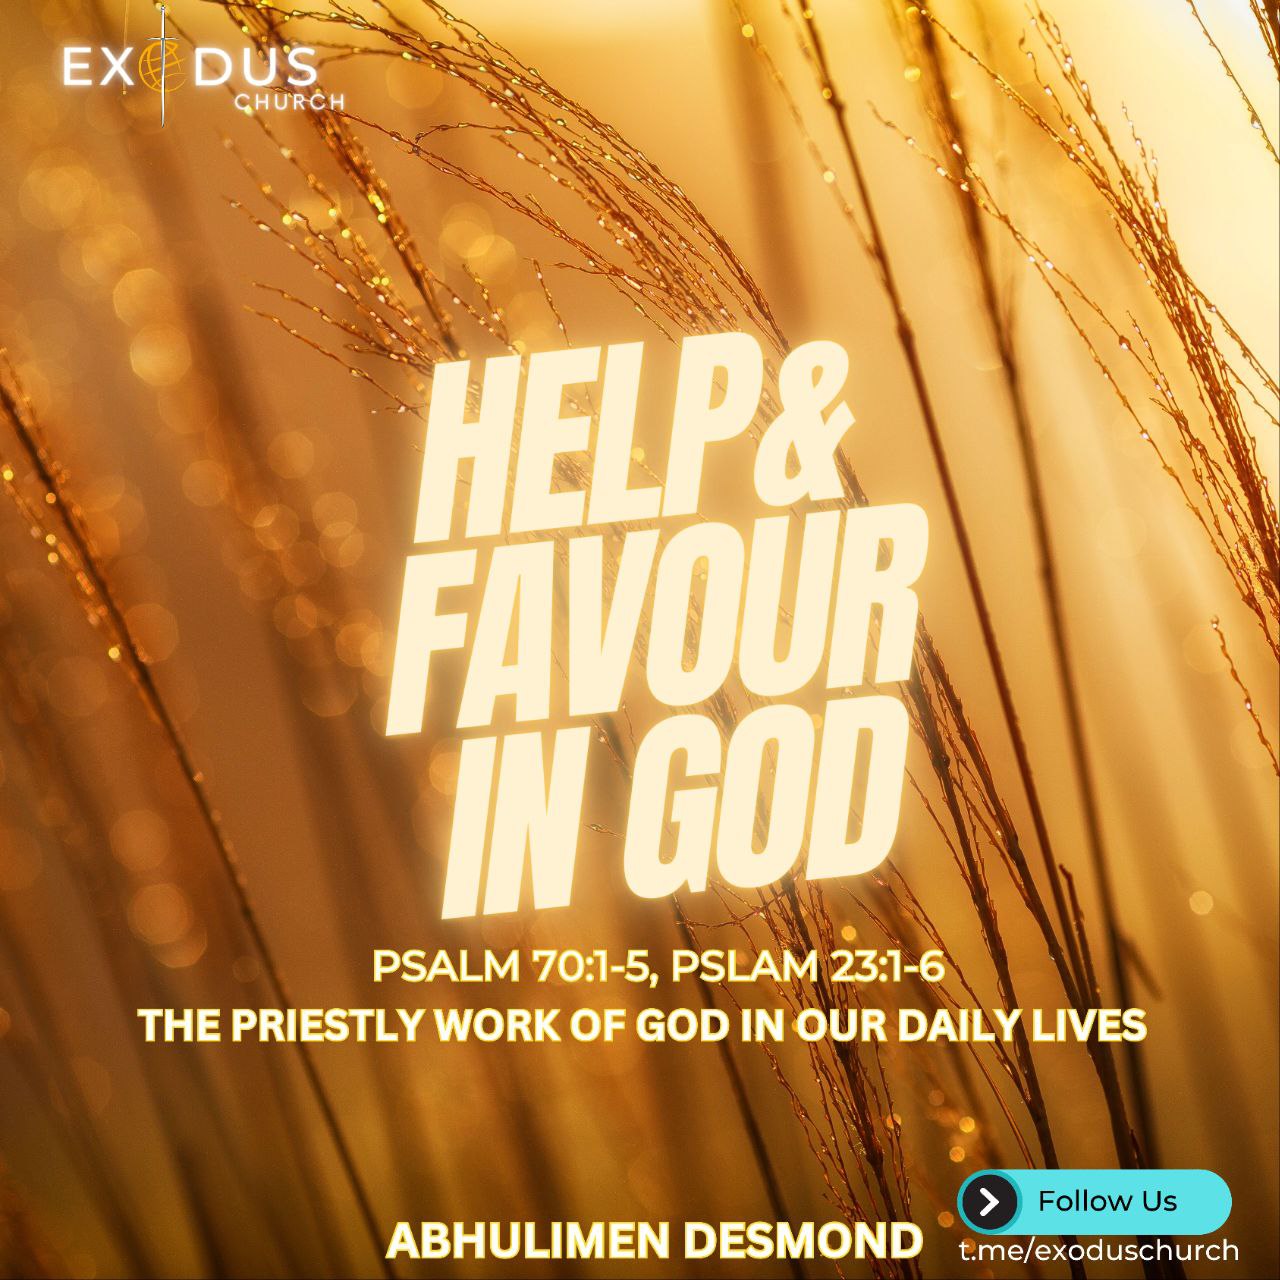 EXODUS
CHURCH
HELP&
FAVOUR
IN GOD
PSALM 70:1-5, PSLAM 23:1-6
THE PRIESTLY WORK OF GOD IN OUR DAILY LIVES
Follow Us
ABHULIMEN DESMOND
t.me/exoduschurch